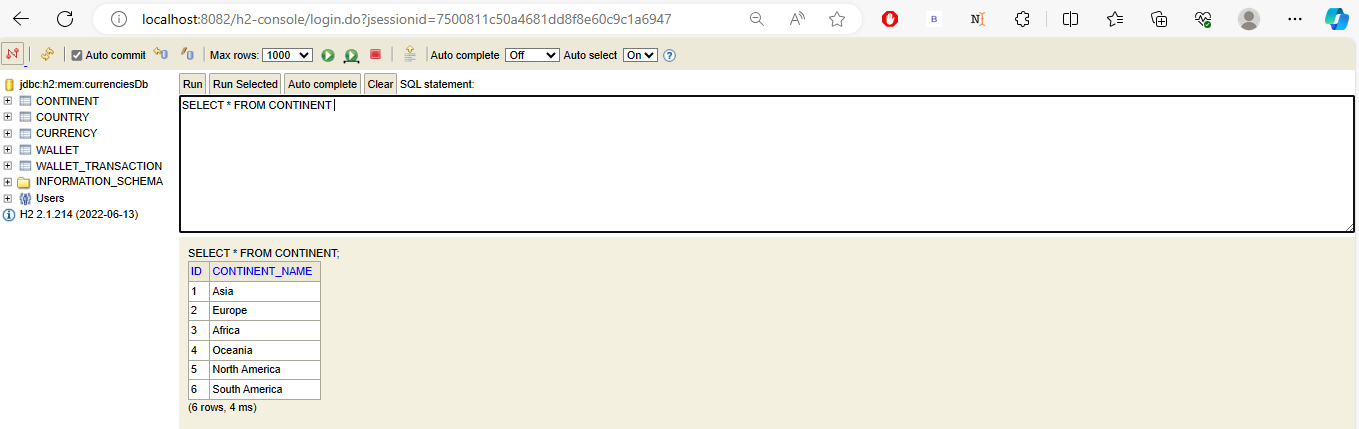 localhost:8082/h2-console/login.do?jsessionid=7500811c50a4681dd8f8e60c9c1a6947
Auto commit Max rows: 1000 Auto complete Off Auto select On
jdbc:h2:mem:currenciesDb
CONTINENT
COUNTRY
CURRENCY
WALLET
WALLET_TRANSACTION
INFORMATION_SCHEMA
Users
H2 2.1.214 (2022-06-13)
Run Run Selected Auto complete Clear SQL statement:
SELECT * FROM CONTINENT
SELECT * FROM CONTINENT;
ID CONTINENT_NAME
1 Asia
2 Europe
3 Africa
4 Oceania
5 North America
6 South America
(6 rows, 4 ms)